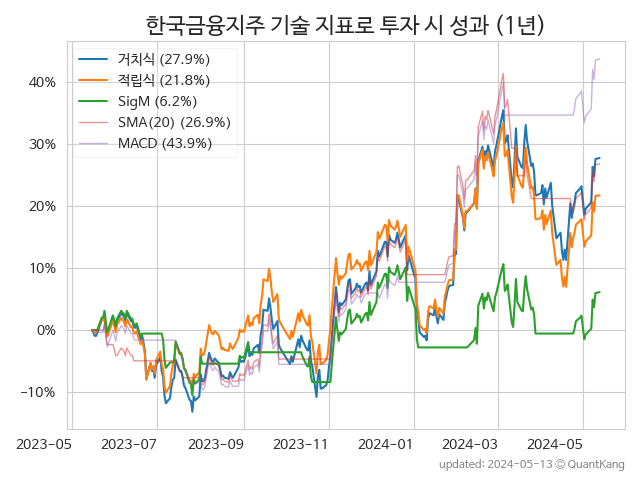 한국금융지주 기술 지표로 투자 시 성과 (1년)
거치식 (27.9%)
적립식 (21.8%)
SigM (6.2%)
SMA(20) (26.9%)
MACD (43.9%)
40%
30%
20%
10%
0%
−10%
2023-05 2023-07 2023-09 2023-11 2024-01 2024-03 2024-05
updated: 2024-05-13 ⓒ QuantKang